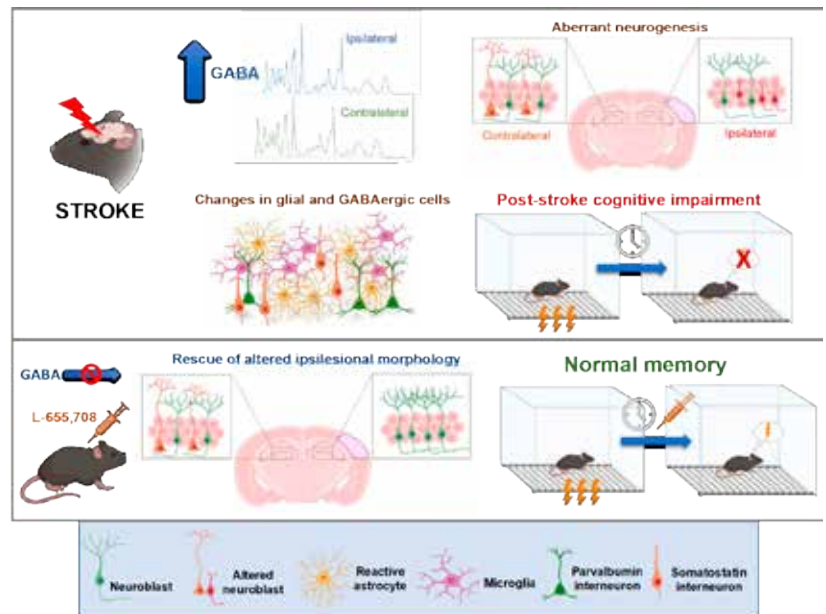 GABA
Ipsilateral
Contralateral
STROKE
Aberrant neurogenesis
Contralateral
Ipsilateral
Changes in glial and GABAergic cells
Post-stroke cognitive impairment
X
GABA
L-655,708
Rescue of altered ipsilesional morphology
Normal memory
Neuroblast
Altered
neuroblast
Reactive
astrocyte
Microglia
Parvalbumin
interneuron
Somatostatin
interneuron